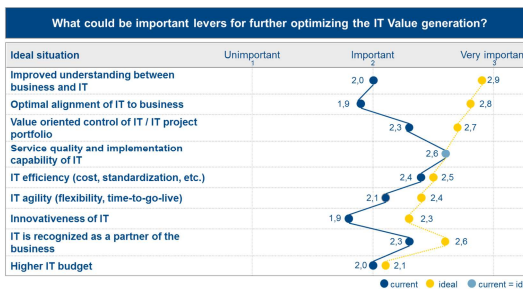 What could be important levers for further optimizing the IT Value generation?
Ideal situation
Unimportant
1
Important
2
Very important
3
Improved understanding between
business and IT
2,0
2,9
Optimal alignment of IT to business
1,9
2,8
Value oriented control of IT / IT project
portfolio
2,3
2,7
Service quality and implementation
capability of IT
2,6
IT efficiency (cost, standardization, etc.)
2,4
2,5
IT agility (flexibility, time-to-go-live)
2,1
2,4
Innovativeness of IT
1,9
2,3
IT is recognized as a partner of the
business
2,3
2,6
Higher IT budget
2,0
2,1
current
ideal
current = id